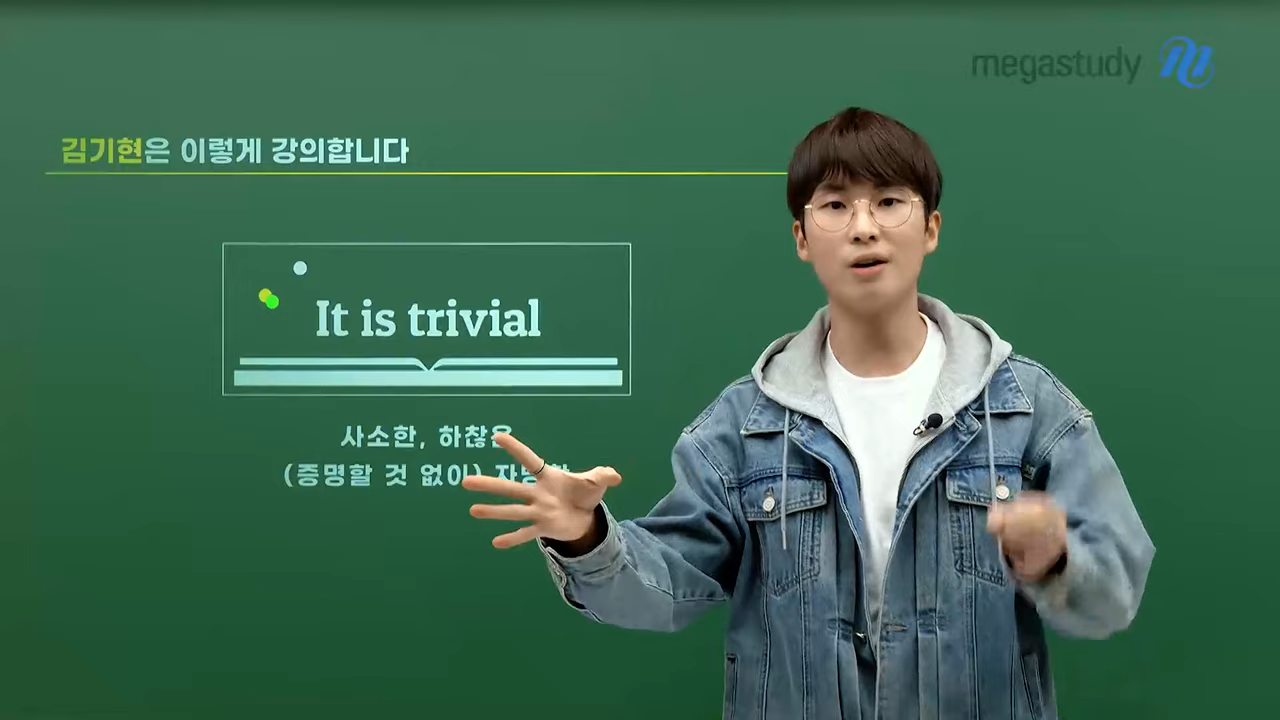 megastudy
김기현은 이렇게 강의합니다
It is trivial
사소한, 하찮은
(증명할 것 없이)